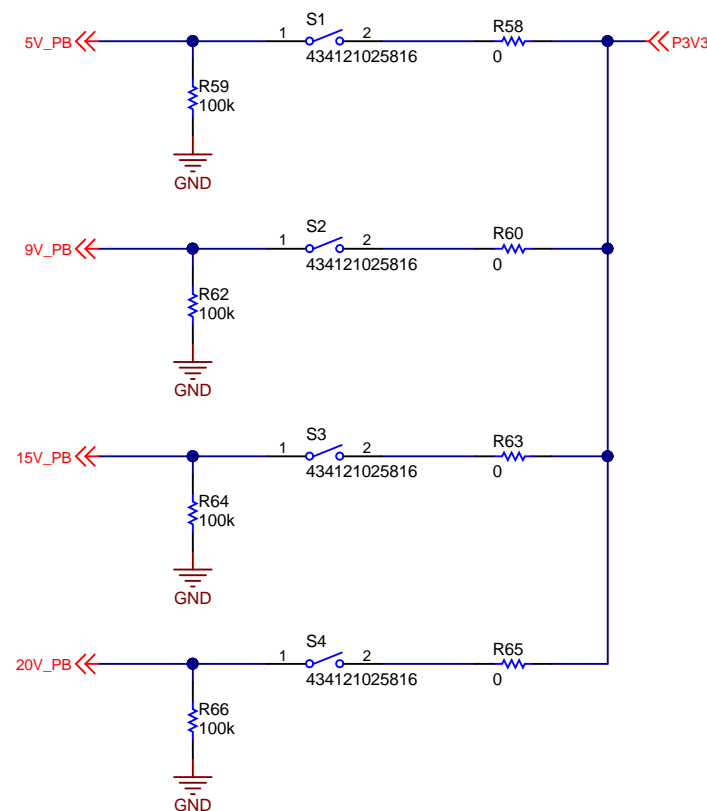 S1
R58
5V_PB
1
2
P3V3
434121025816
0
R59
100k
GND
S2
R60
9V_PB
1
2
434121025816
0
R62
100k
GND
S3
R63
15V_PB
1
2
434121025816
0
R64
100k
GND
S4
R65
20V_PB
1
2
434121025816
0
R66
100k
GND